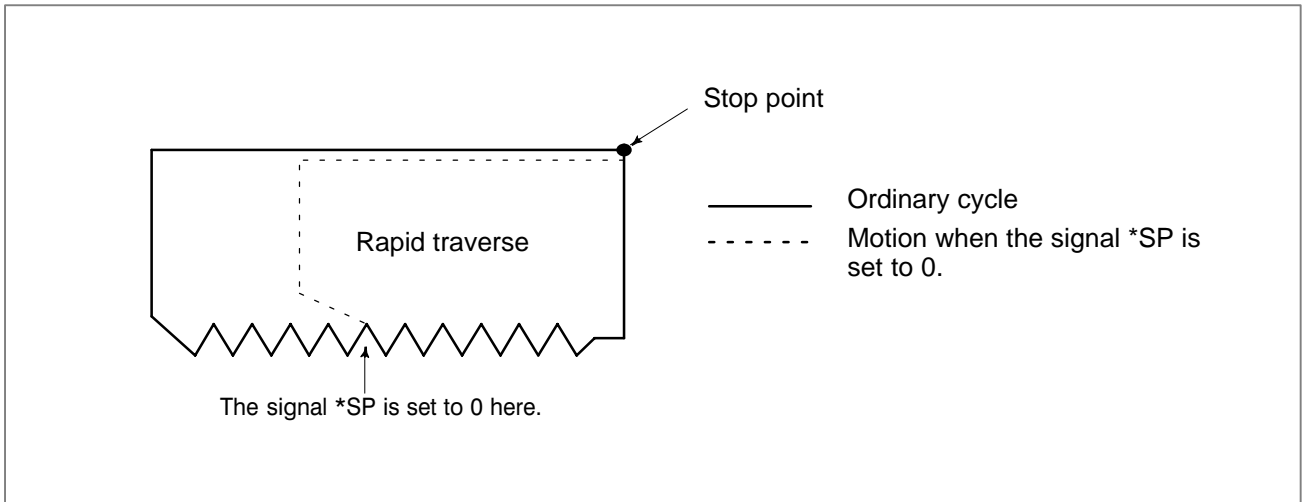 Stop point
Ordinary cycle
Rapid traverse
Motion when the signal *SP is
set to 0.
The signal *SP is set to 0 here.